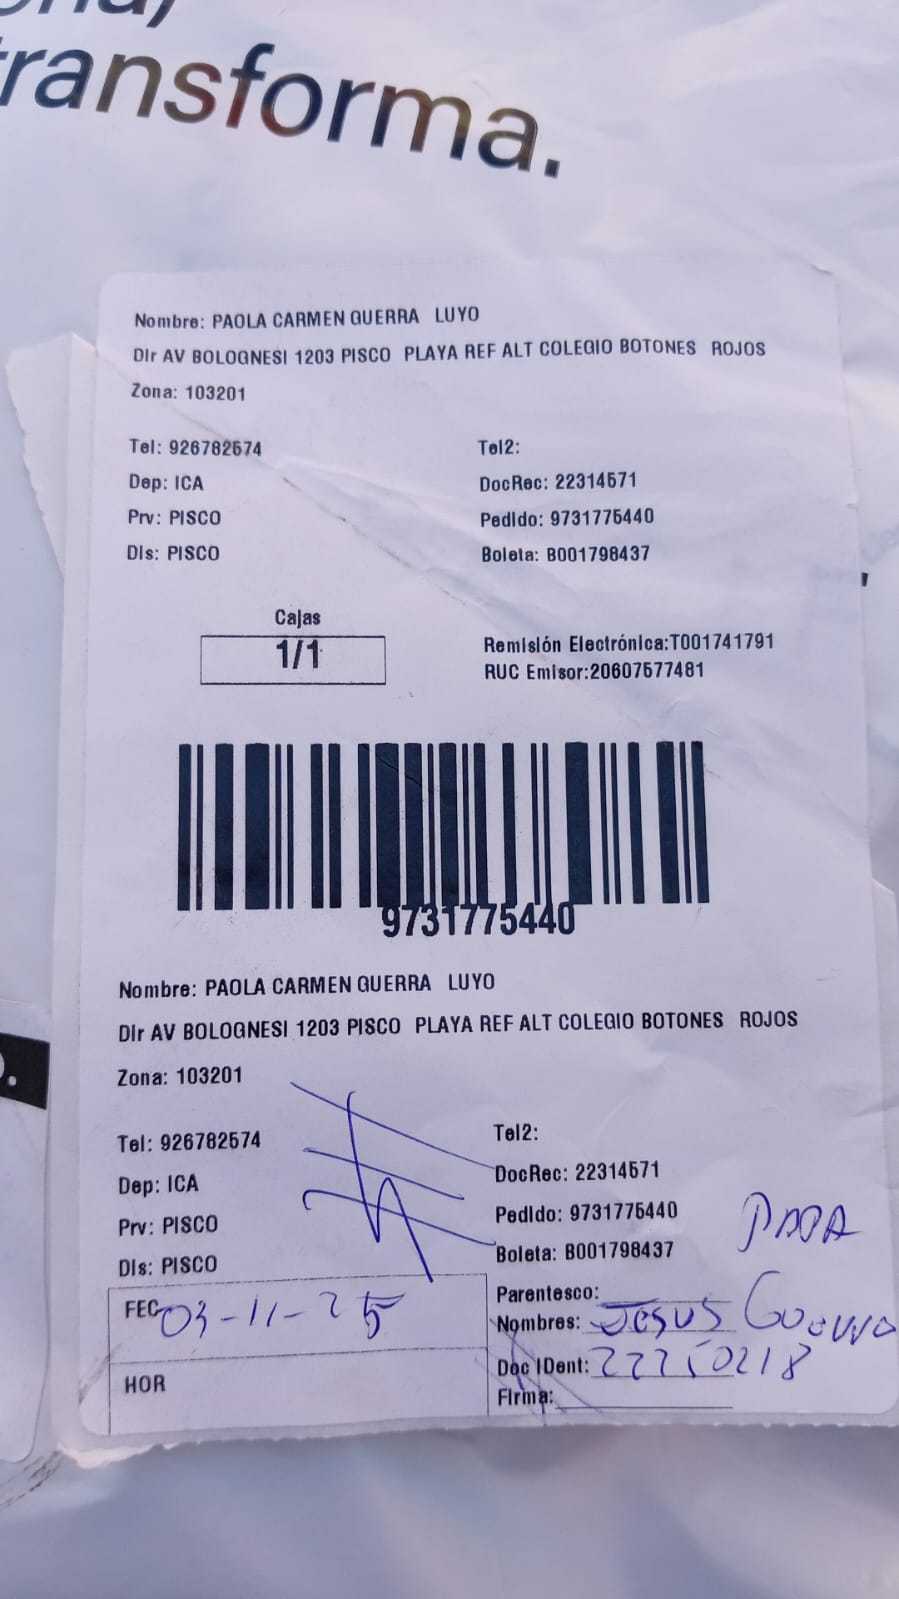 transforma.
Nombre: PAOLA CARMEN GUERRA LUYO
Dir AV BOLOGNESI 1203 PISCO PLAYA REF ALT COLEGIO BOTONES ROJOS
Zona: 103201
Tel: 926782574 Tel2:
Dep: ICA DocRec: 22314571
Prv: PISCO Pedido: 9731775440
Dis: PISCO Boleta: B001798437
Cajas
1/1
Remisión Electrónica:T001741791
RUC Emisor:20607577481
9731775440
Nombre: PAOLA CARMEN GUERRA LUYO
Dir AV BOLOGNESI 1203 PISCO PLAYA REF ALT COLEGIO BOTONES ROJOS
Zona: 103201
Tel: 926782574 Tel2:
Dep: ICA DocRec: 22314571
Prv: PISCO Pedido: 9731775440
Dis: PISCO Boleta: B001798437
PAPA
Parentesco:
FEC 03-11-25 Nombres: JESUS Guerra
Doc IDent: 22250218
HOR Firma: